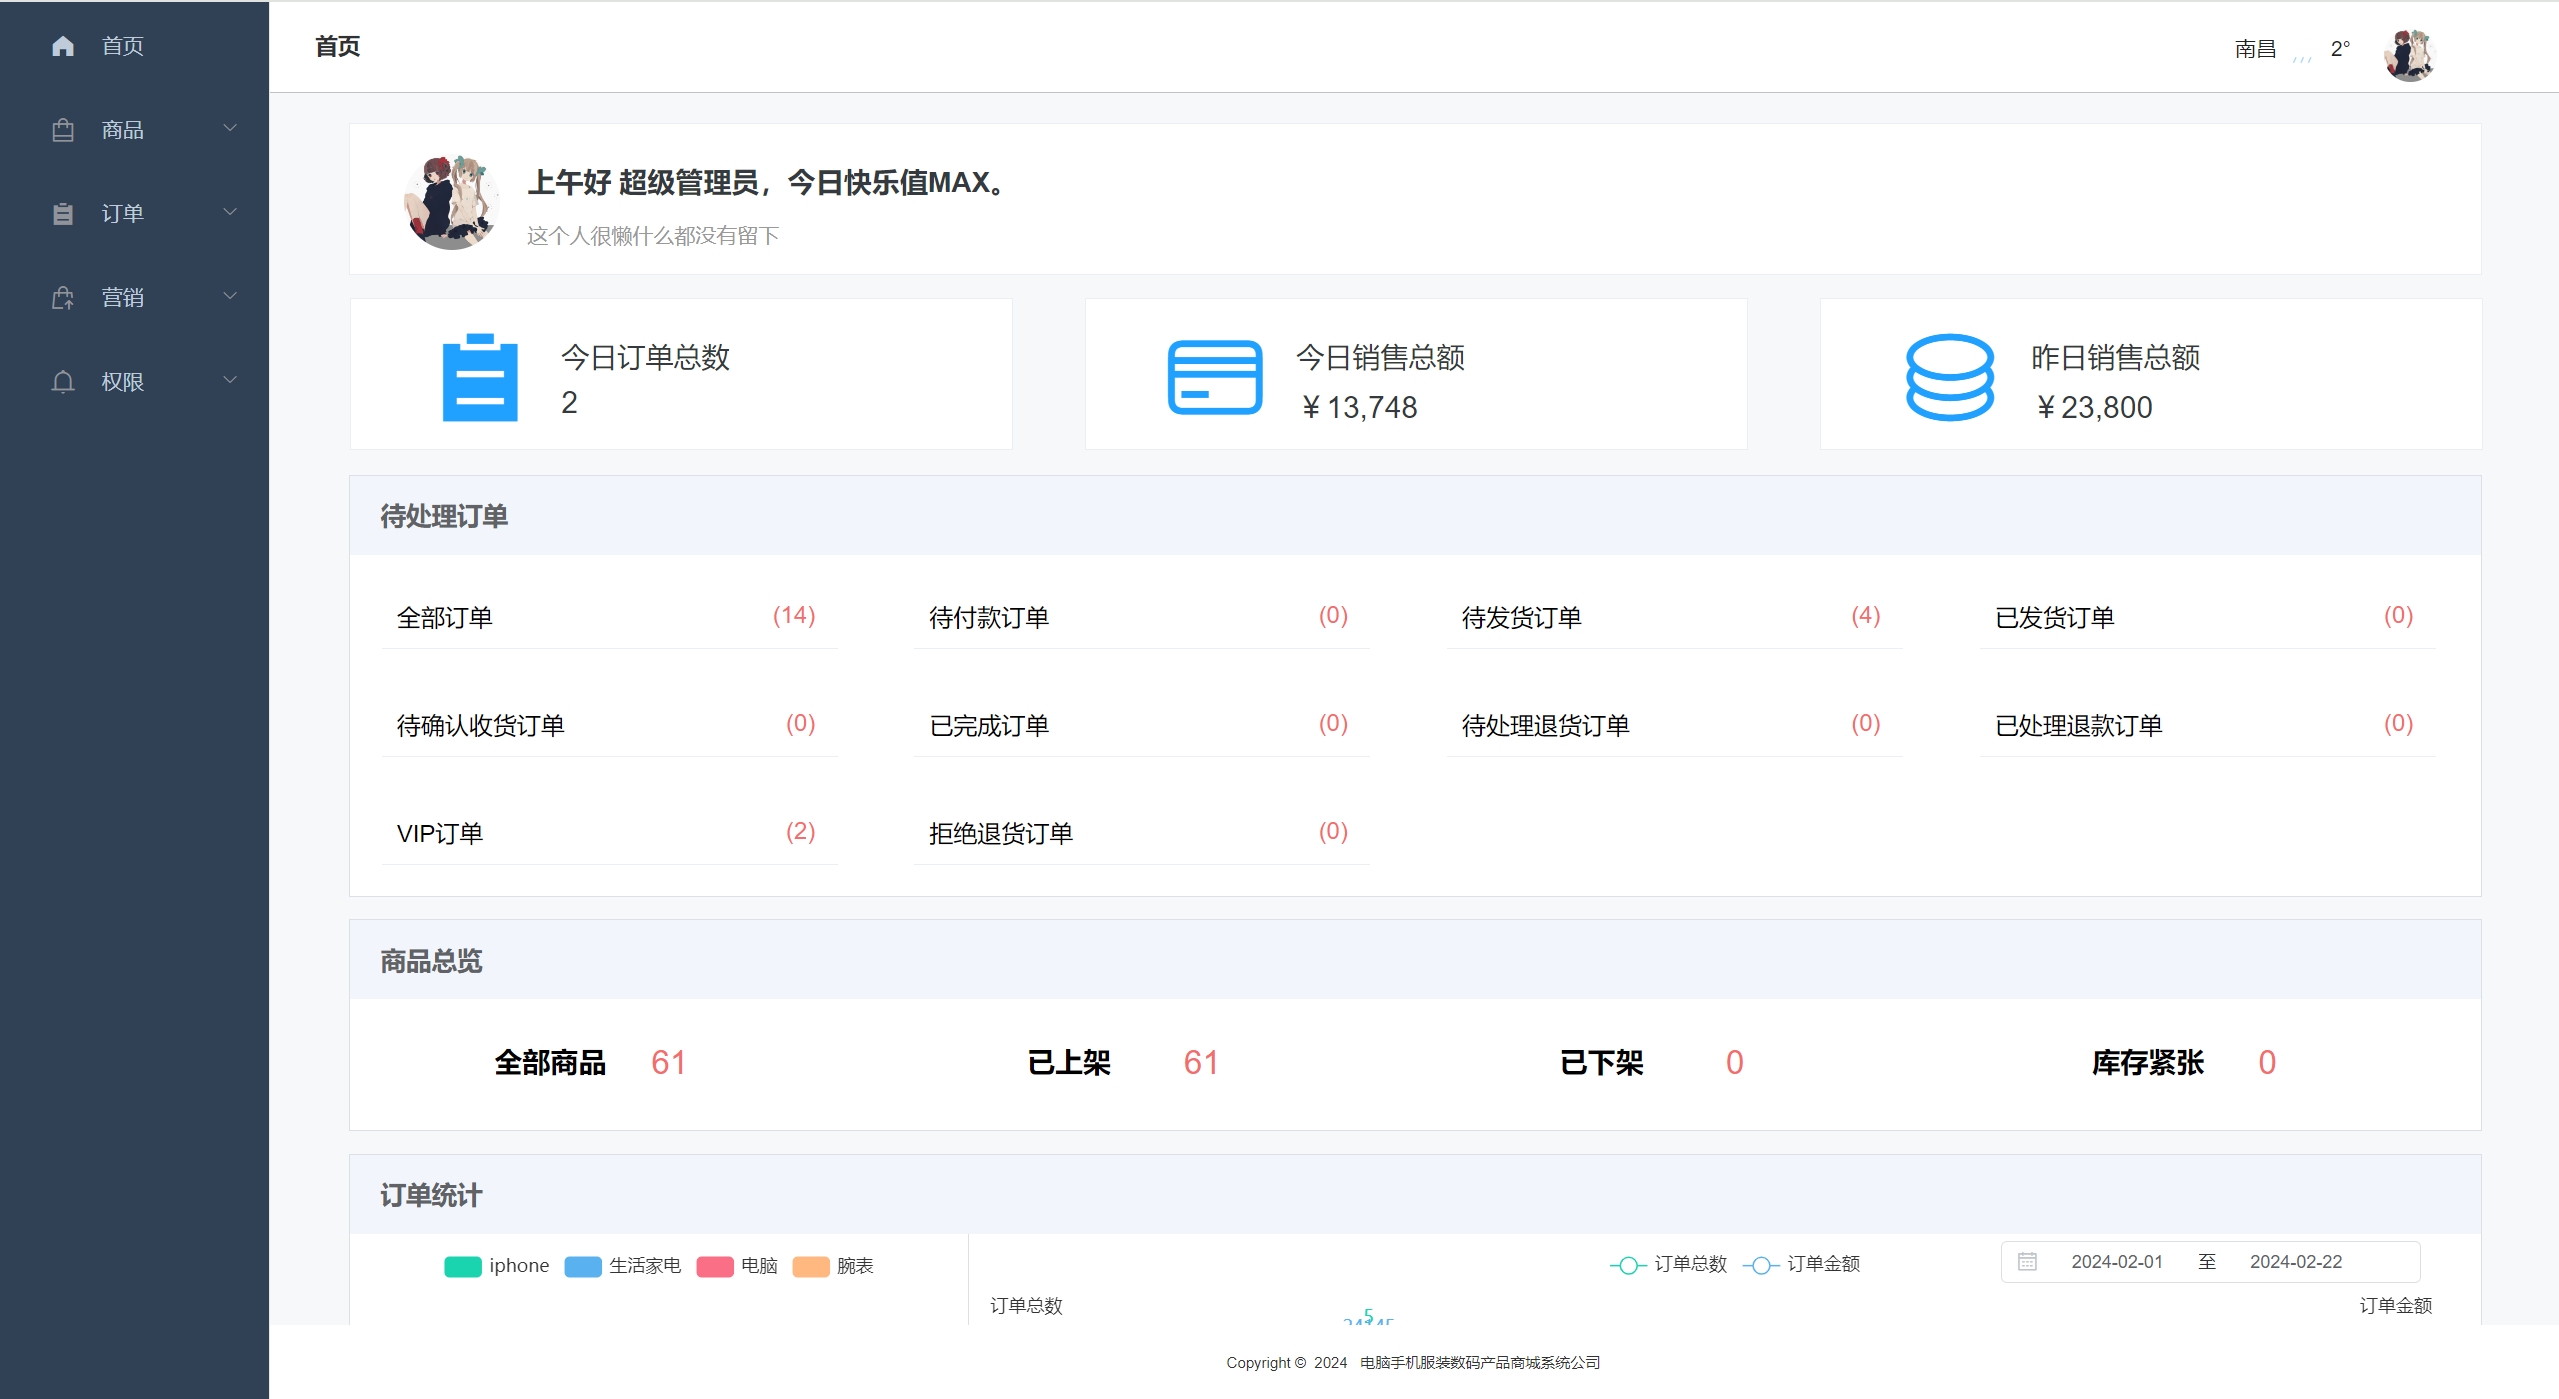 首页
商品
订单
营销
权限
首页
南昌 2°
上午好 超级管理员，今日快乐值MAX。
这个人很懒什么都没有留下
今日订单总数
2
今日销售总额
￥13,748
昨日销售总额
￥23,800
待处理订单
全部订单 (14) 待付款订单 (0) 待发货订单 (4) 已发货订单 (0)
待确认收货订单 (0) 已完成订单 (0) 待处理退货订单 (0) 已处理退款订单 (0)
VIP订单 (2) 拒绝退货订单 (0)
商品总览
全部商品 61 已上架 61 已下架 0 库存紧张 0
订单统计
iphone 生活家电 电脑 腕表
订单总数 订单金额 2024-02-01 至 2024-02-22
订单总数 订单金额
5
Copyright © 2024 电脑手机服装数码产品商城系统公司